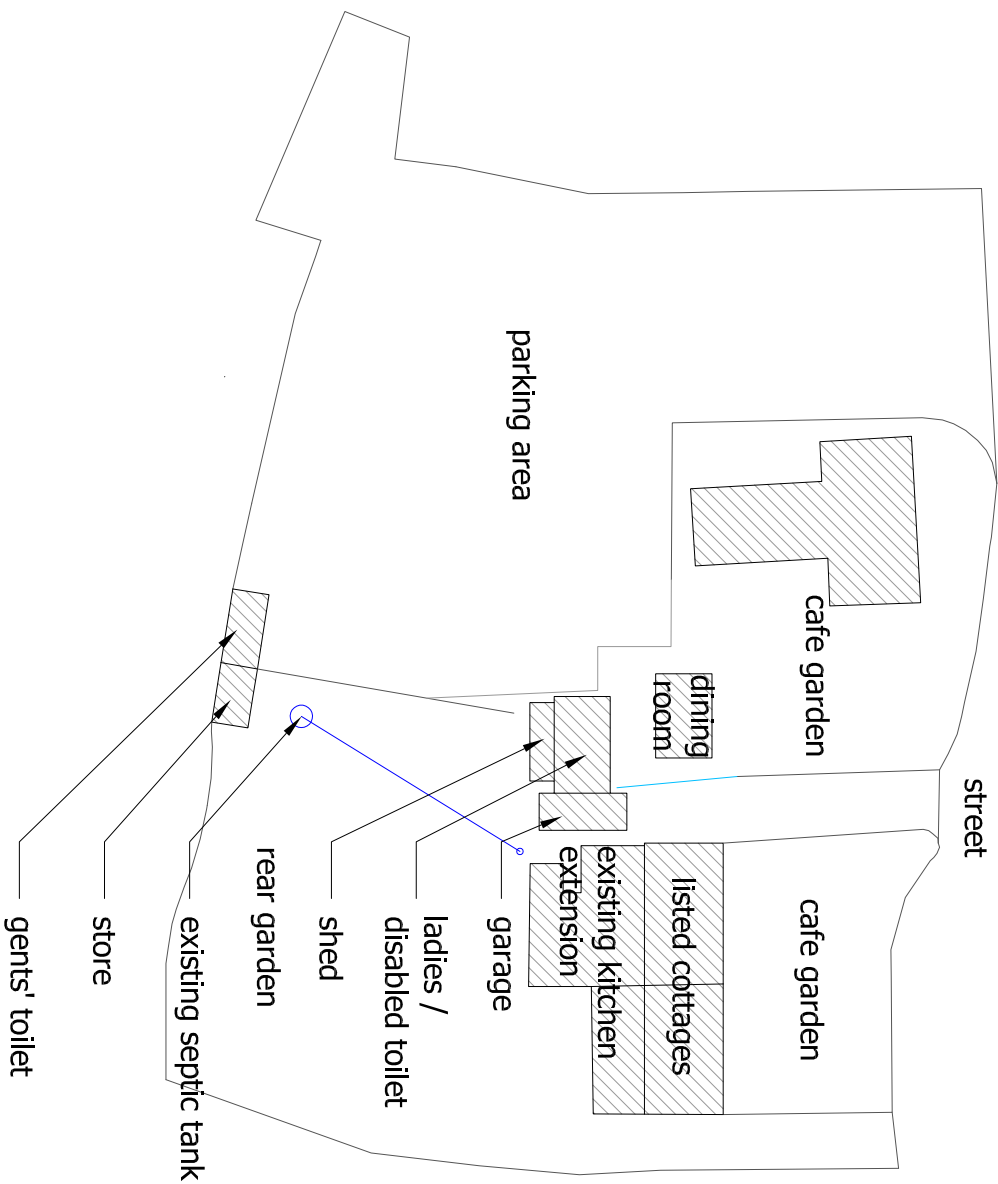 street
cafe garden
dining
room
parking area
cafe garden
listed cottages
existing kitchen
extension
garage
ladies /
disabled toilet
shed
rear garden
existing septic tank
store
gents' toilet